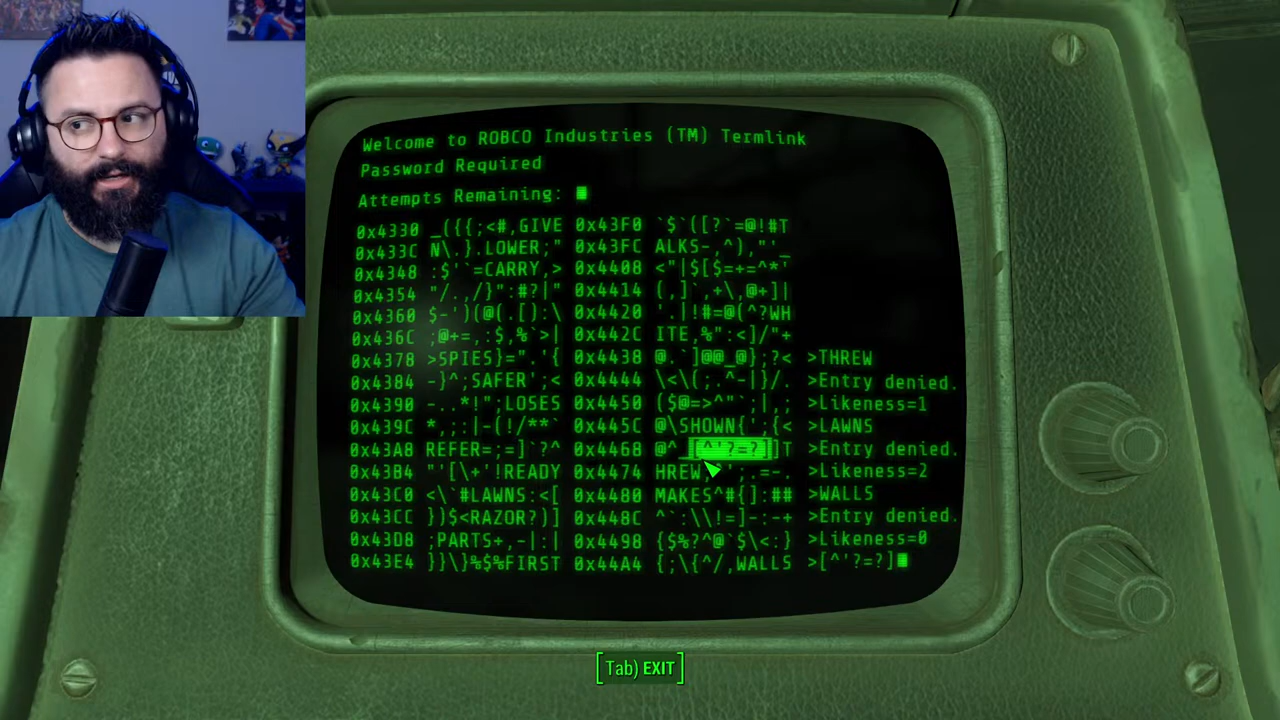 Welcome to ROBCO Industries (TM) Termlink
Password Required
Attempts Remaining: ■
0x4330 _({{;<#,GIVE 0x43F0 `$`([?`=@!#T
0x433C N\.}.LOWER;" 0x43FC ALKS-,^),"'_
0x4348 :$'`=CARRY,> 0x4408 <"|$[$=+=^*'
0x4354 "/.,/}":#?|" 0x4414 (,]`,+\,@+]|
0x4360 $-')(@(.[]:\ 0x4420 '.|!#=@(^?WH
0x436C ;@+=,:$,%`>| 0x442C ITE,%":<]/"+
0x4378 >SPIES}=".'{ 0x4438 @.`]@@_@};?< >THREW
0x4384 -}^;SAFER';< 0x4444 \<\(;.^-|}/. >Entry denied.
0x4390 -..*!";LOSES 0x4450 ($@=>^"`;|,; >Likeness=1
0x439C *,;:|-(!/**` 0x445C @\SHOWN{';{< >LAWNS
0x43A8 REFER=;=]`?^ 0x4468 @^_[^'?=?]]T >Entry denied.
0x43B4 "'[\+'!READY 0x4474 HREW,`';.=-. >Likeness=2
0x43C0 <\`#LAWNS:<[ 0x4480 MAKES^#{]:## >WALLS
0x43CC })$<RAZOR?)] 0x448C ^`:\\!=]-:-+ >Entry denied.
0x43D8 ;PARTS+,-|:| 0x4498 {$%?^@`$\<:} >Likeness=0
0x43E4 }}\}%$%FIRST 0x44A4 {;\{^/,WALLS >[^'?=?]■
[Tab) EXIT]